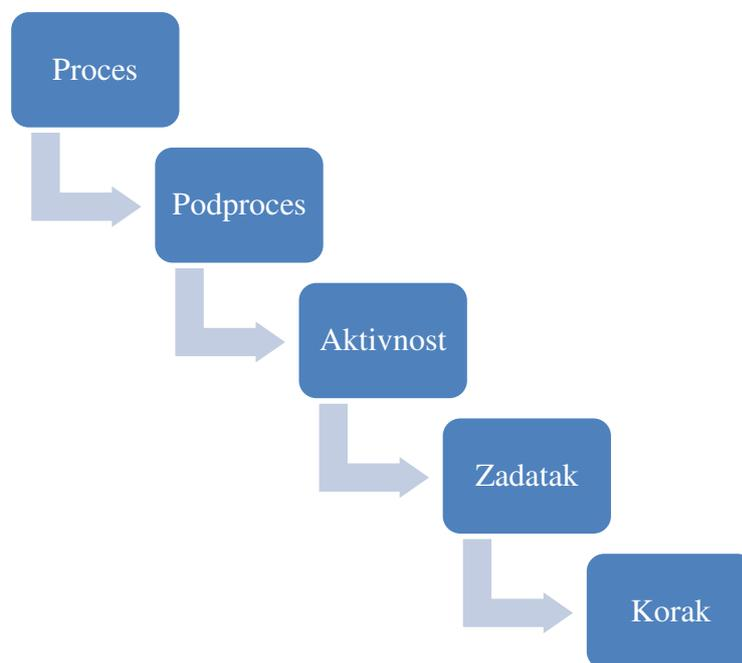 Proces
Podproces
Aktivnost
Zadatak
Korak